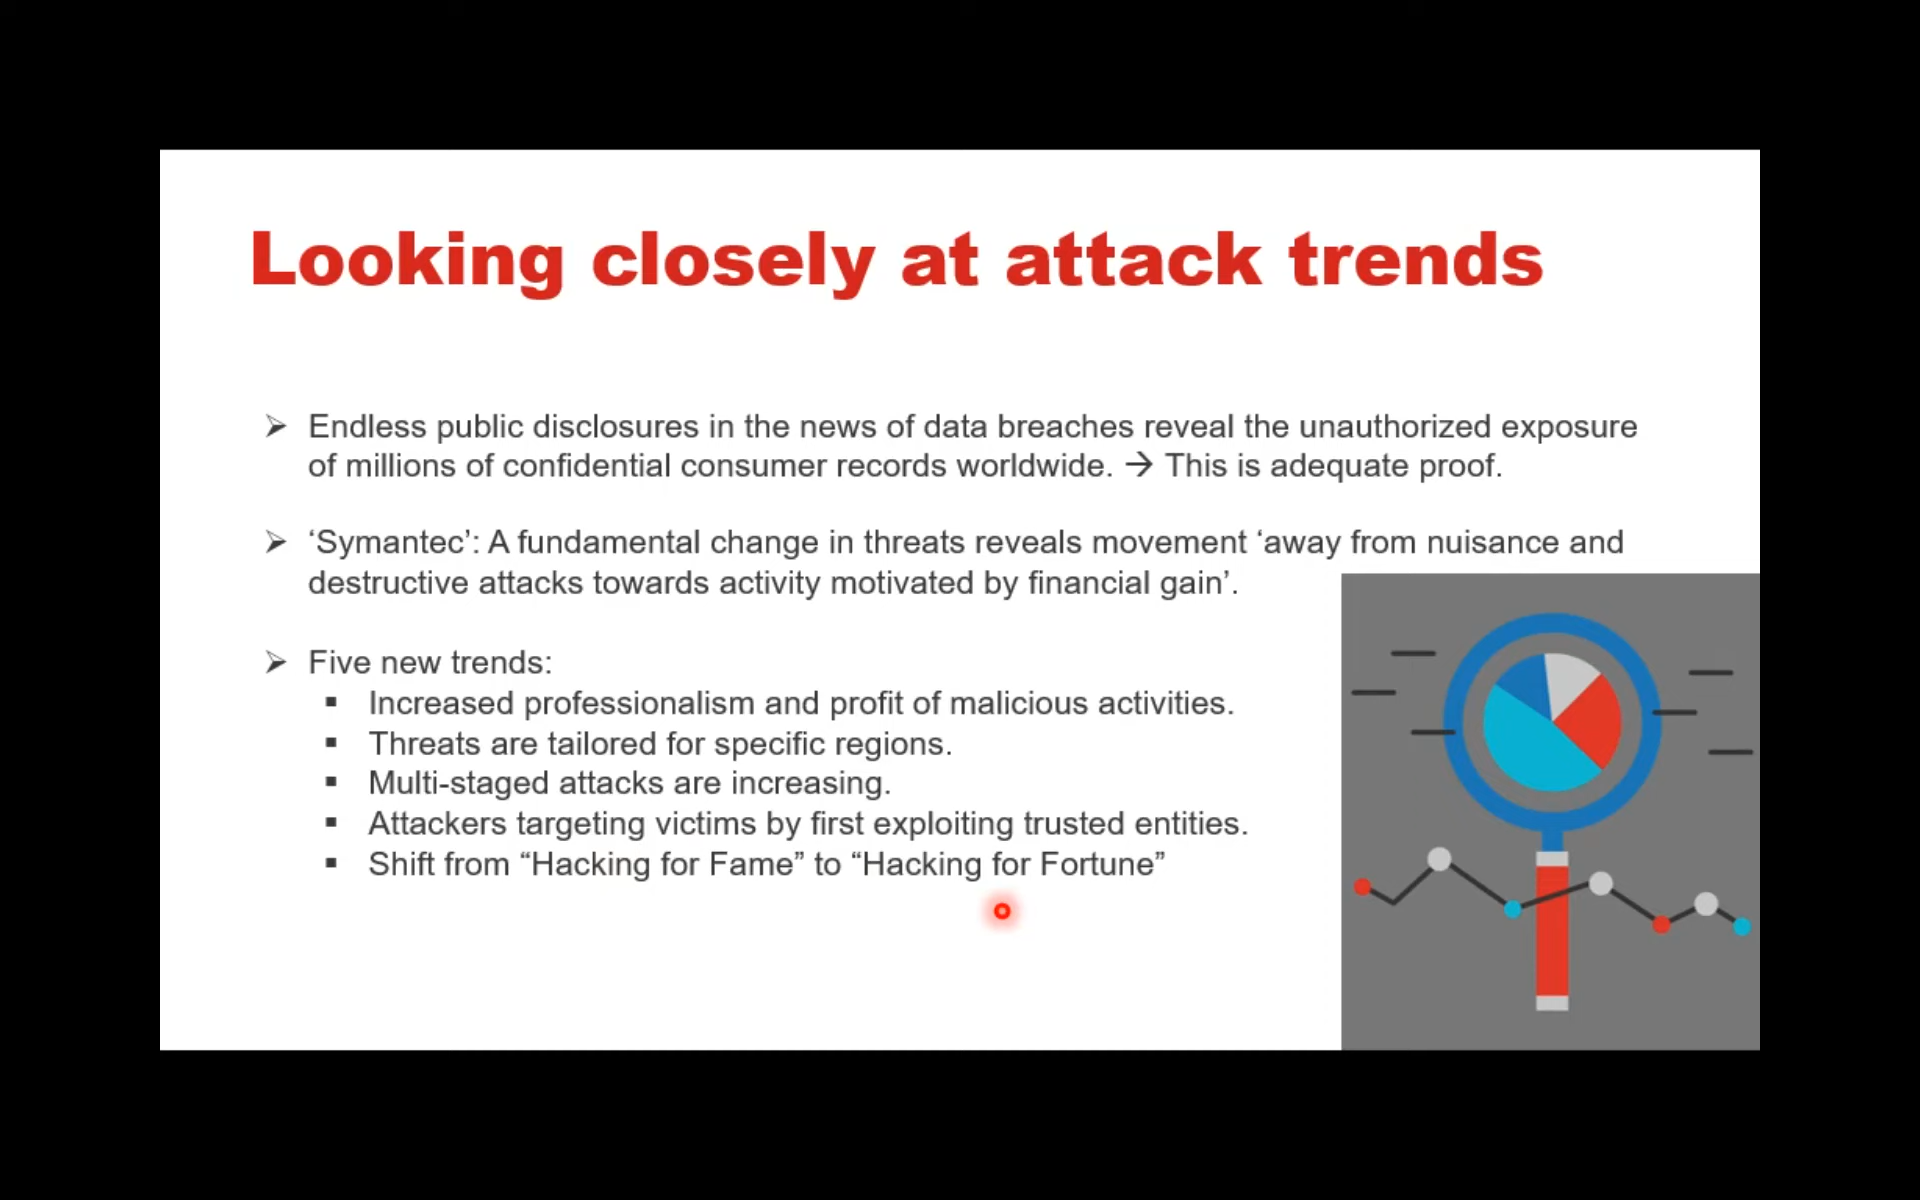 Looking closely at attack trends
➢ Endless public disclosures in the news of data breaches reveal the unauthorized exposure
of millions of confidential consumer records worldwide. → This is adequate proof.
➢ ‘Symantec’: A fundamental change in threats reveals movement ‘away from nuisance and
destructive attacks towards activity motivated by financial gain’.
➢ Five new trends:
▪ Increased professionalism and profit of malicious activities.
▪ Threats are tailored for specific regions.
▪ Multi-staged attacks are increasing.
▪ Attackers targeting victims by first exploiting trusted entities.
▪ Shift from “Hacking for Fame” to “Hacking for Fortune”